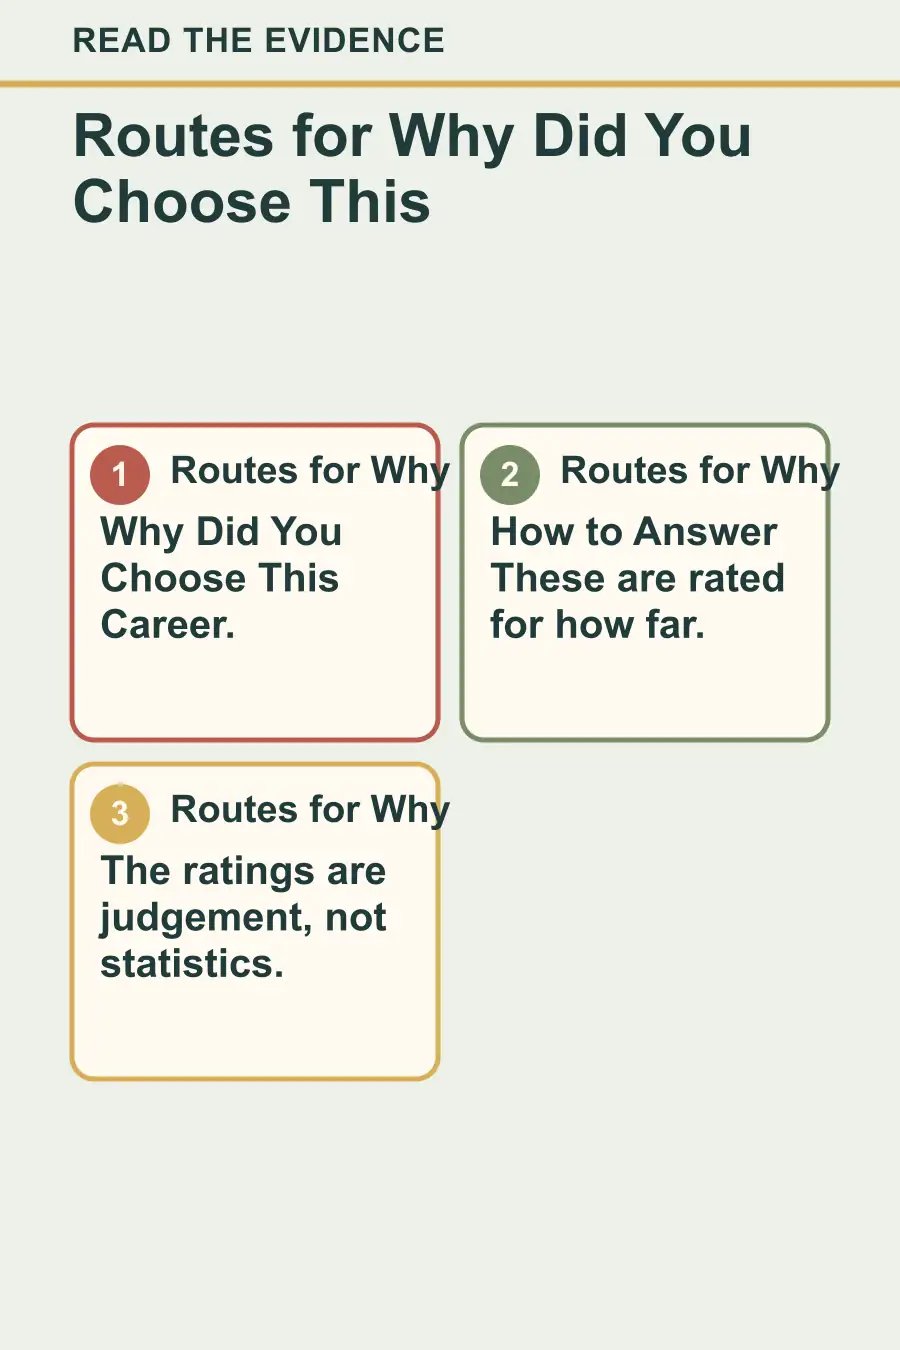 READ THE EVIDENCE
Routes for Why Did You
Choose This
1 Routes for Why
Why Did You
Choose This
Career.
2 Routes for Why
How to Answer
These are rated
for how far.
3 Routes for Why
The ratings are
judgement, not
statistics.